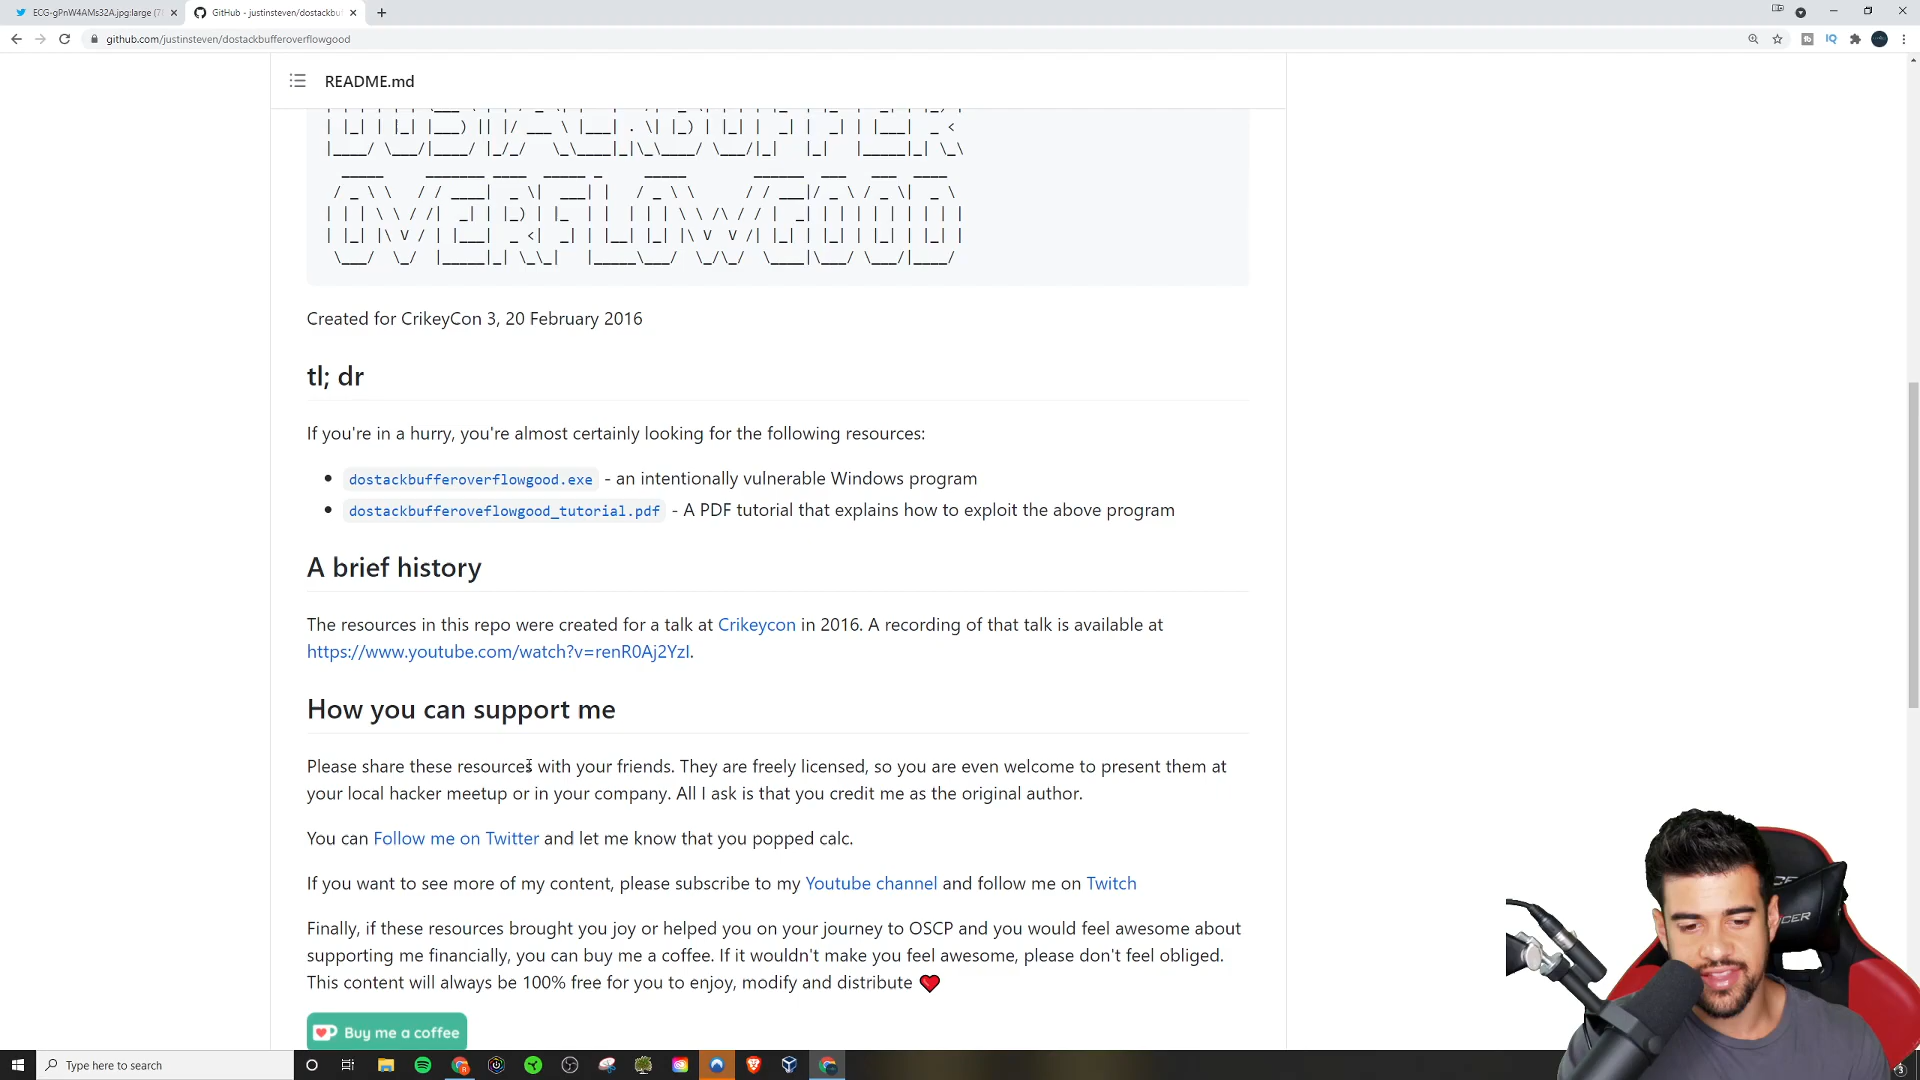 ECG-gPnW4AMs32A.jpg:large (7
GitHub - justinsteven/dostackbu
github.com/justinsteven/dostackbufferoverflowgood
README.md
Created for CrikeyCon 3, 20 February 2016
tl; dr
If you're in a hurry, you're almost certainly looking for the following resources:
dostackbufferoverflowgood.exe - an intentionally vulnerable Windows program
dostackbufferoveflowgood_tutorial.pdf - A PDF tutorial that explains how to exploit the above program
A brief history
The resources in this repo were created for a talk at Crikeycon in 2016. A recording of that talk is available at
https://www.youtube.com/watch?v=renR0Aj2YzI.
How you can support me
Please share these resources with your friends. They are freely licensed, so you are even welcome to present them at
your local hacker meetup or in your company. All I ask is that you credit me as the original author.
You can Follow me on Twitter and let me know that you popped calc.
If you want to see more of my content, please subscribe to my Youtube channel and follow me on Twitch
Finally, if these resources brought you joy or helped you on your journey to OSCP and you would feel awesome about
supporting me financially, you can buy me a coffee. If it wouldn't make you feel awesome, please don't feel obliged.
This content will always be 100% free for you to enjoy, modify and distribute ❤
Buy me a coffee
Type here to search